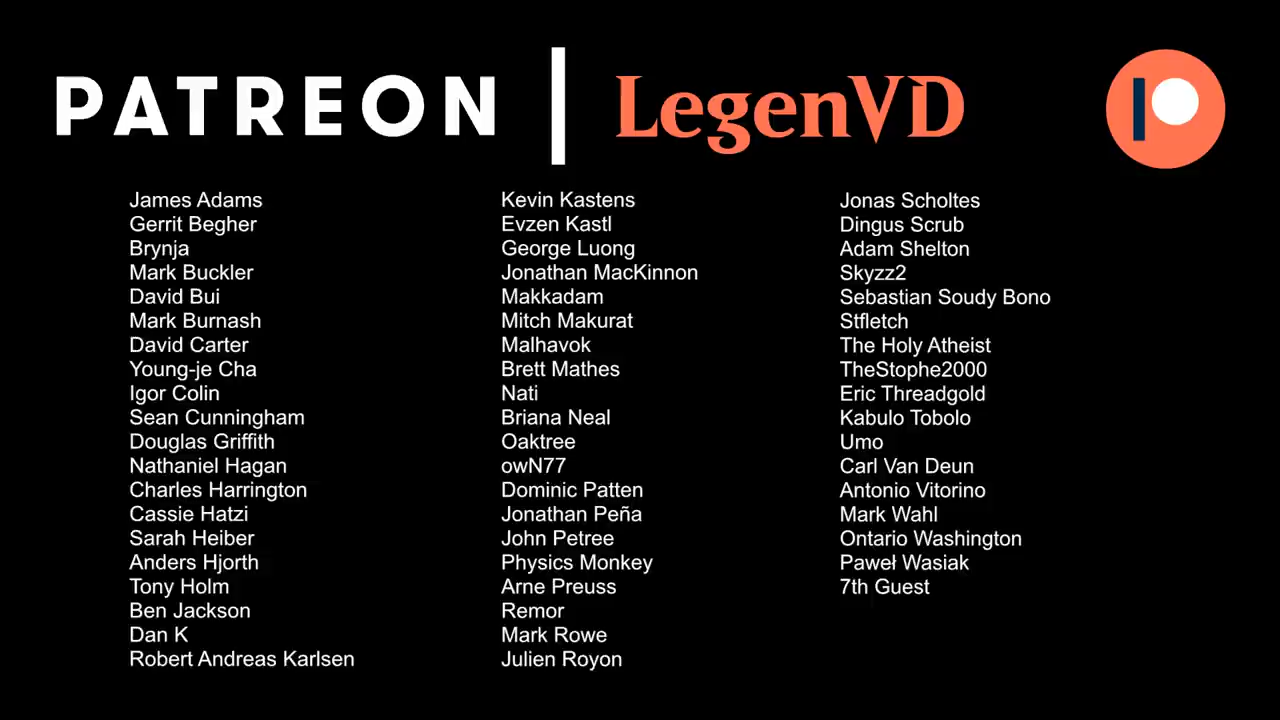 PATREON | LegenVD
James Adams
Gerrit Begher
Brynja
Mark Buckler
David Bui
Mark Burnash
David Carter
Young-je Cha
Igor Colin
Sean Cunningham
Douglas Griffith
Nathaniel Hagan
Charles Harrington
Cassie Hatzi
Sarah Heiber
Anders Hjorth
Tony Holm
Ben Jackson
Dan K
Robert Andreas Karlsen
Kevin Kastens
Evzen Kastl
George Luong
Jonathan MacKinnon
Makkadam
Mitch Makurat
Malhavok
Brett Mathes
Nati
Briana Neal
Oaktree
owN77
Dominic Patten
Jonathan Peña
John Petree
Physics Monkey
Arne Preuss
Remor
Mark Rowe
Julien Royon
Jonas Scholtes
Dingus Scrub
Adam Shelton
Skyzz2
Sebastian Soudy Bono
Stfletch
The Holy Atheist
TheStophe2000
Eric Threadgold
Kabulo Tobolo
Umo
Carl Van Deun
Antonio Vitorino
Mark Wahl
Ontario Washington
Paweł Wasiak
7th Guest